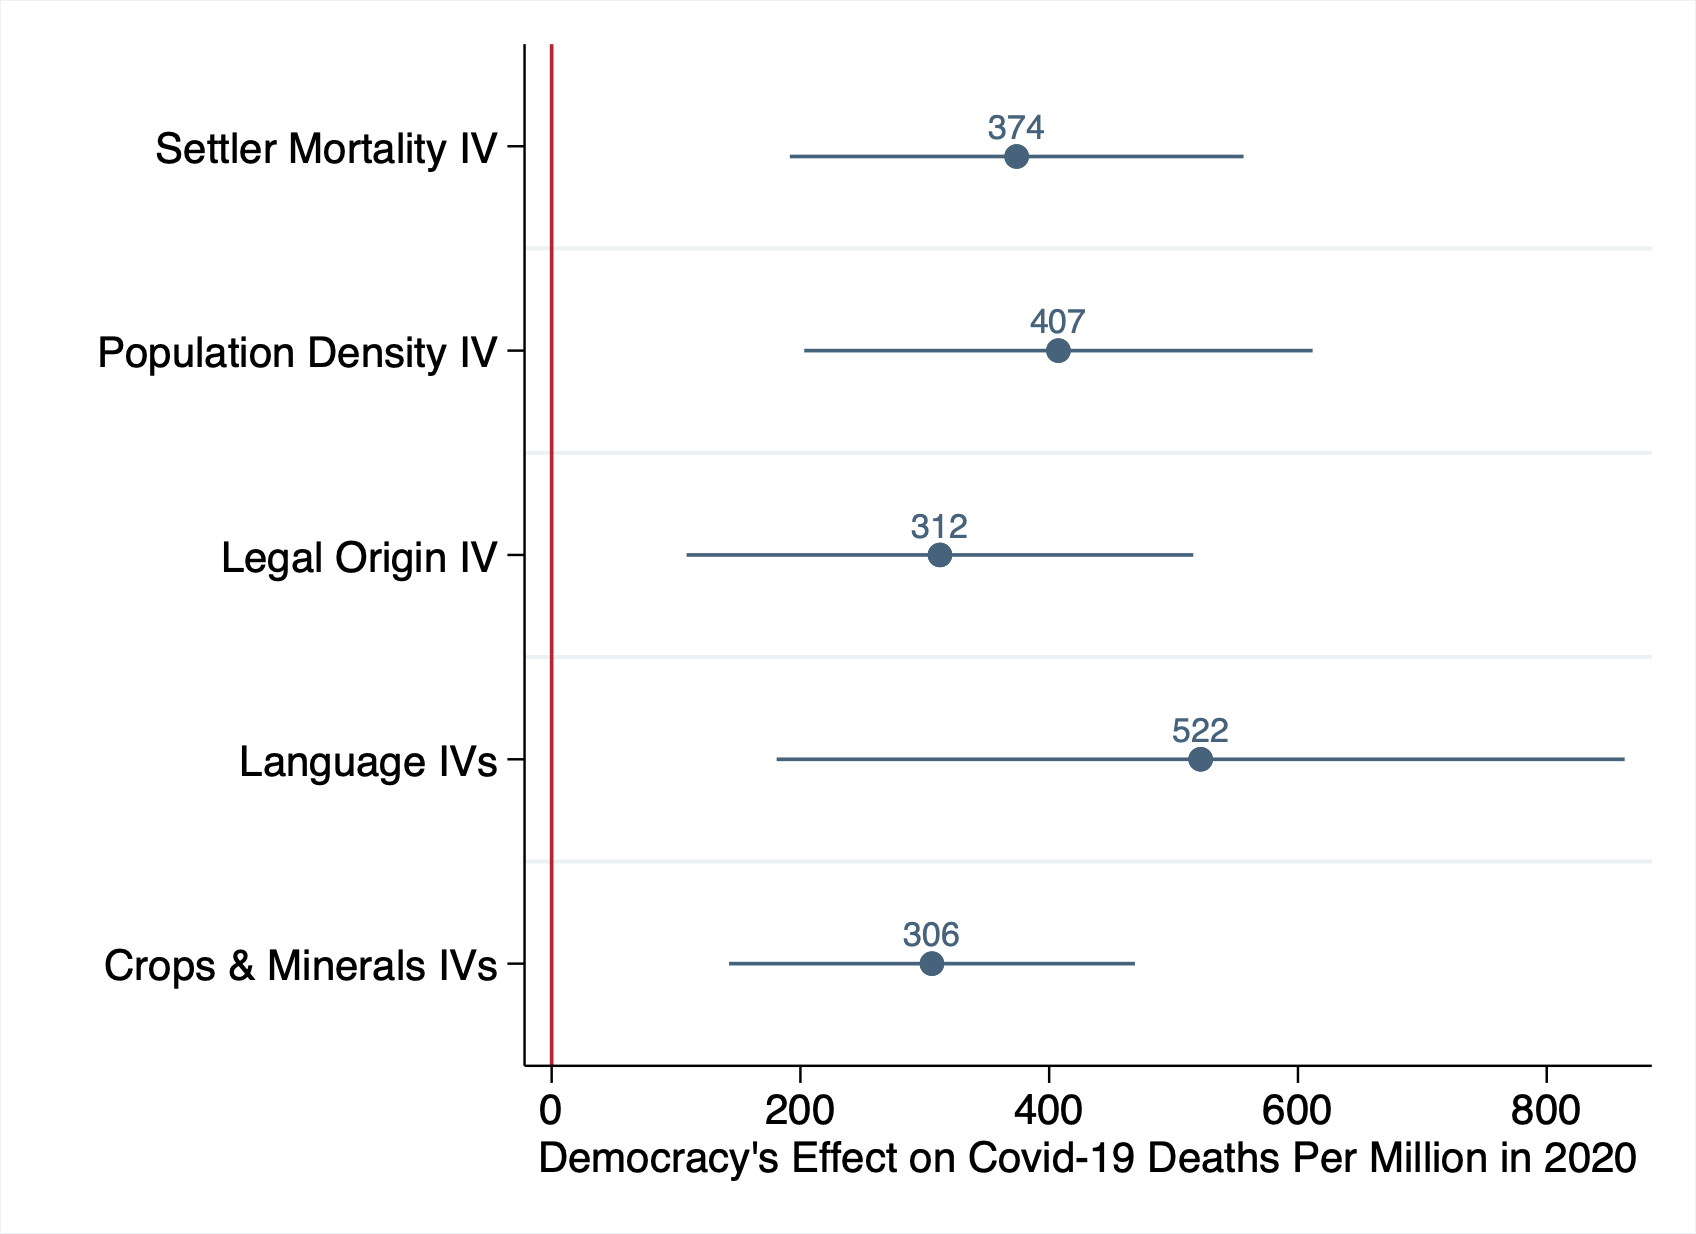 Settler Mortality IV
374
Population Density IV
407
Legal Origin IV
312
Language IVs
522
Crops & Minerals IVs
306
0 200 400 600 800
Democracy's Effect on Covid-19 Deaths Per Million in 2020